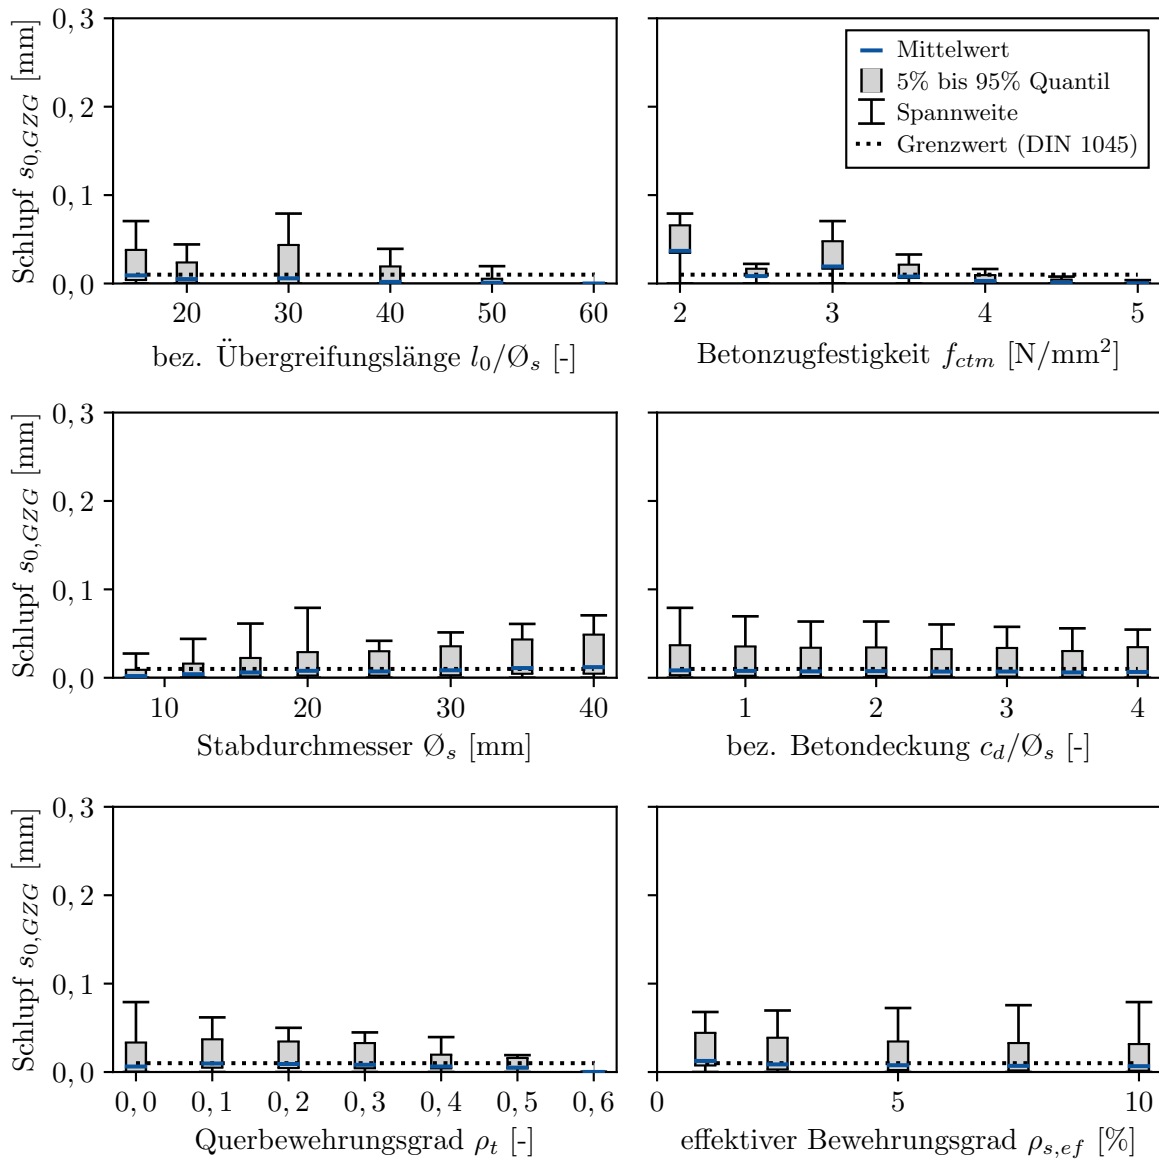 0,3
0,2
0,1
0,0
Schlupf s0,GZG [mm]
20 30 40 50 60
bez. Übergreifungslänge l0/Øs [-]
Mittelwert
5% bis 95% Quantil
Spannweite
Grenzwert (DIN 1045)
2 3 4 5
Betonzugfestigkeit fctm [N/mm²]
0,3
0,2
0,1
0,0
Schlupf s0,GZG [mm]
10 20 30 40
Stabdurchmesser Øs [mm]
1 2 3 4
bez. Betondeckung cd/Øs [-]
0,3
0,2
0,1
0,0
Schlupf s0,GZG [mm]
0,0 0,1 0,2 0,3 0,4 0,5 0,6
Querbewehrungsgrad ρt [-]
0 5 10
effektiver Bewehrungsgrad ρs,ef [%]